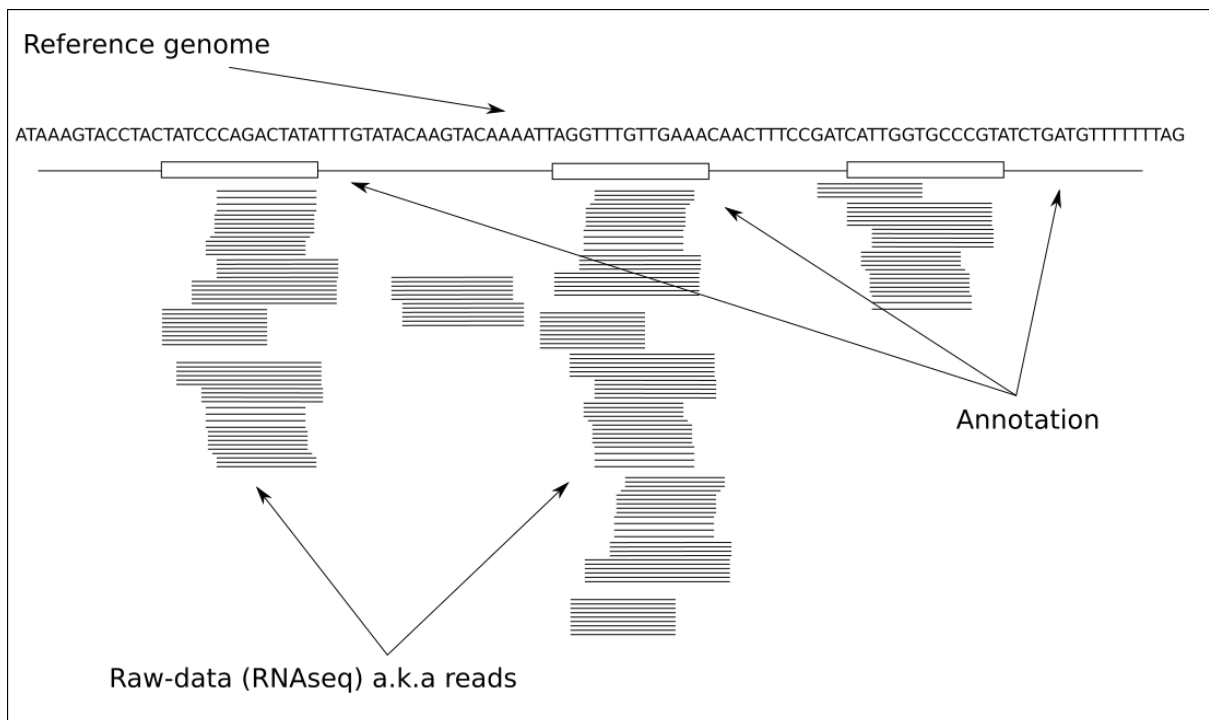 Reference genome
ATAAAGTACCTACTATCCCAGACTATATTTGTATACAAGTACAAAATTAGGTTTGTTGAAACAACTTTCCGATCATTGGTGCCCGTATCTGATGTTTTTTTAG
Annotation
Raw-data (RNAseq) a.k.a reads